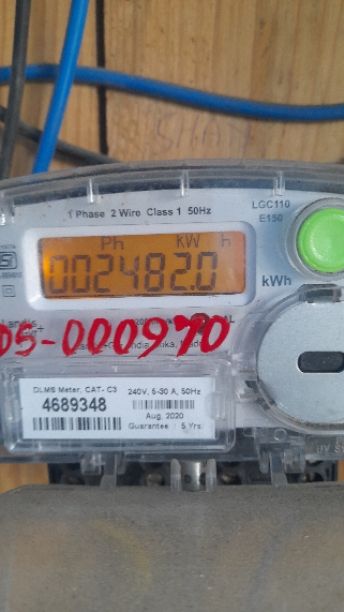 1 Phase 2 Wire Class 1 50Hz
LGC110
E150
Ph kW h
002482.0
kWh
DS-000970
DLMS Meter, CAT- C3
4689348
240V, 5-30 A, 50Hz
Aug, 2020
Guarantee : 5 Yrs.